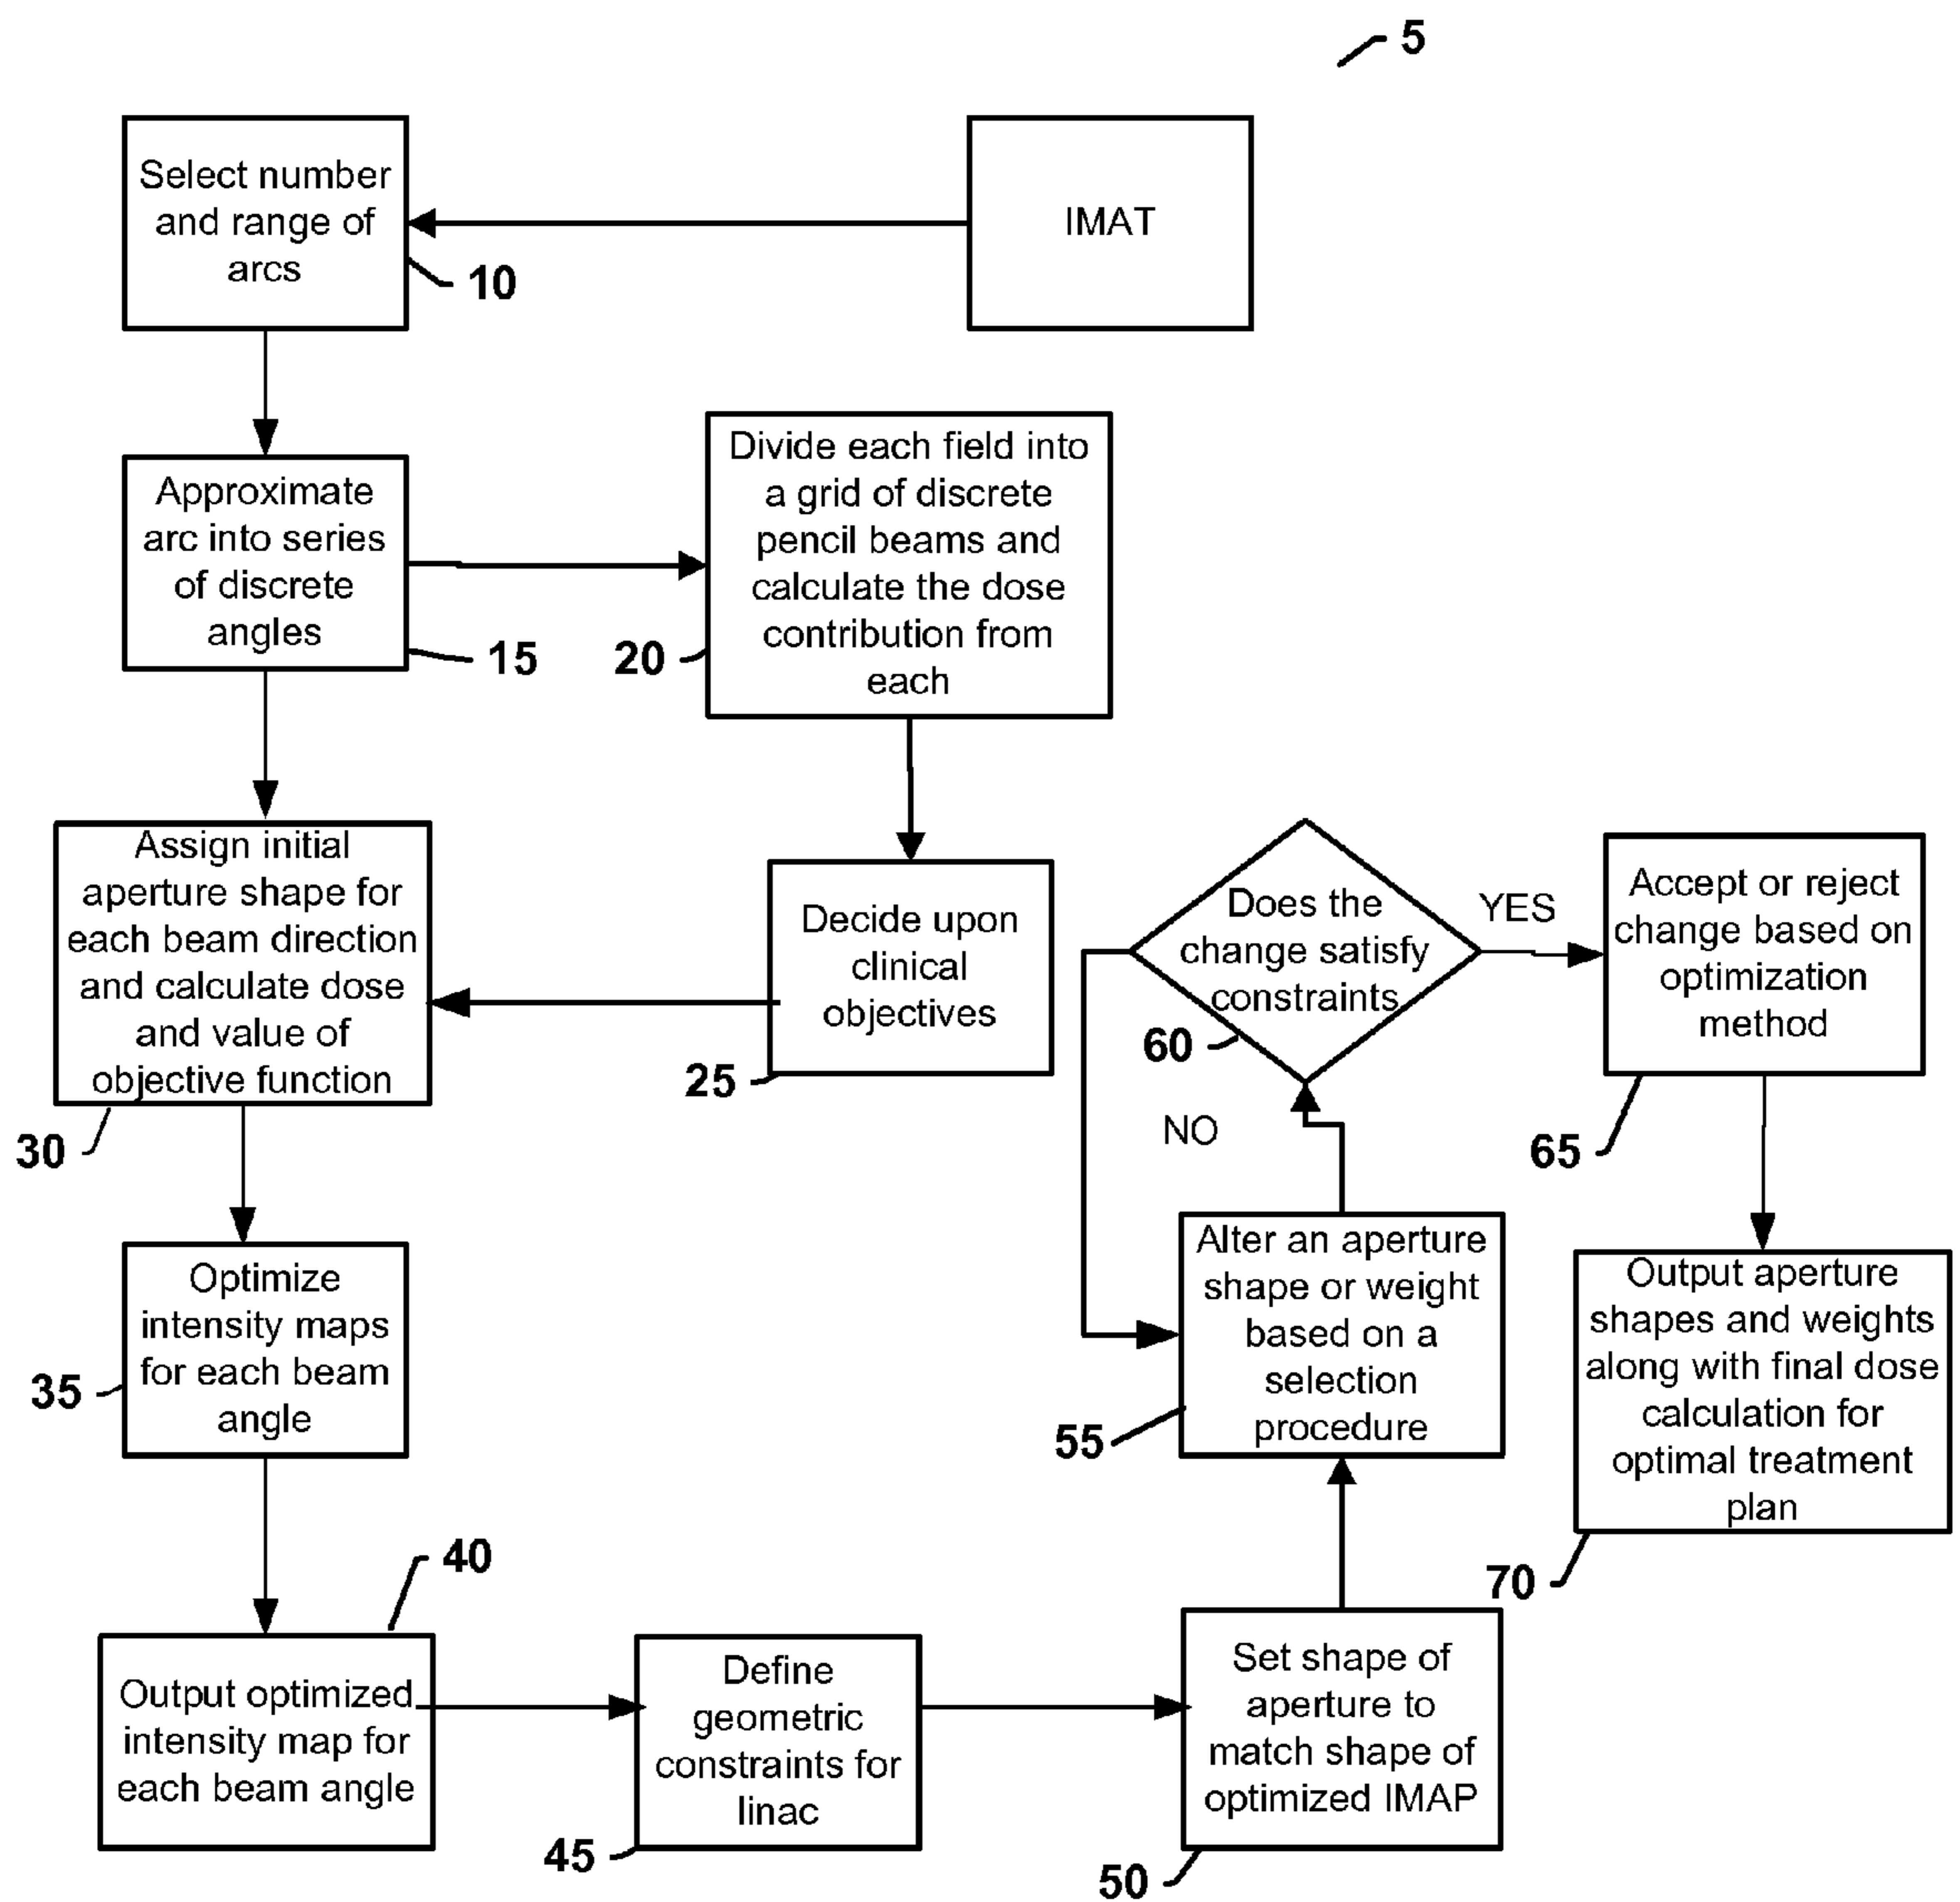 5
Select number
and range of
arcs
10
IMAT
Approximate
arc into series
of discrete
angles
15
Divide each field into
a grid of discrete
pencil beams and
calculate the dose
contribution from
each
20
Assign initial
aperture shape for
each beam direction
and calculate dose
and value of
objective function
30
Decide upon
clinical
objectives
25
Does the
change satisfy
constraints
60
YES
NO
Accept or reject
change based on
optimization
method
65
Optimize
intensity maps
for each beam
angle
35
Alter an aperture
shape or weight
based on a
selection
procedure
55
Output aperture
shapes and weights
along with final dose
calculation for
optimal treatment
plan
70
40
Output optimized
intensity map for
each beam angle
Define
geometric
constraints for
linac
45
Set shape of
aperture to
match shape of
optimized IMAP
50